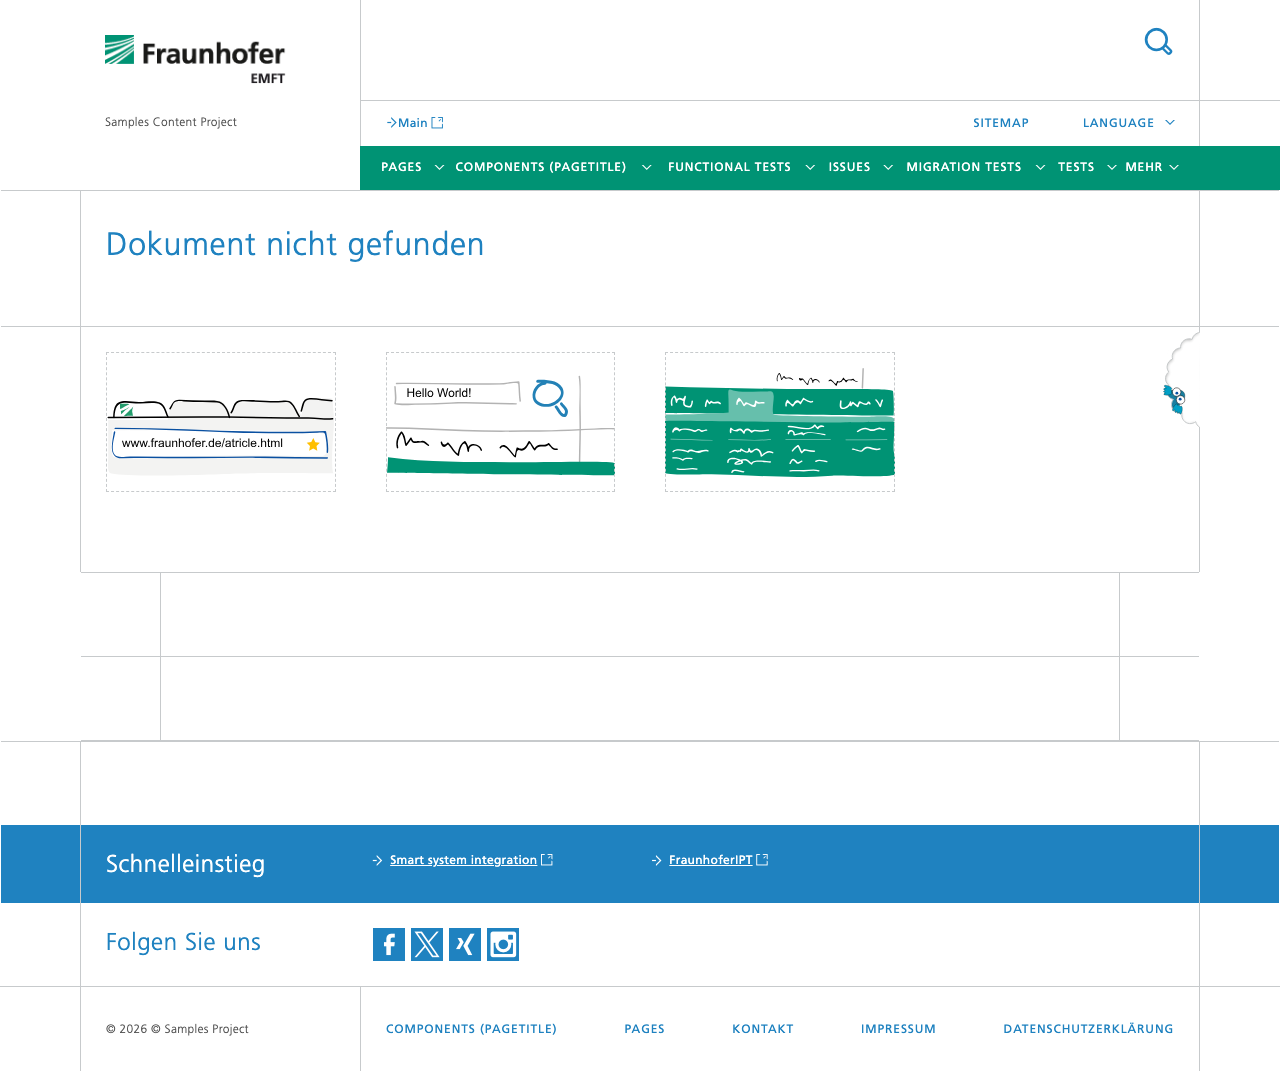 Fraunhofer
EMFT
Samples Content Project
Main
SITEMAP
LANGUAGE
PAGES
COMPONENTS (PAGETITLE)
FUNCTIONAL TESTS
ISSUES
MIGRATION TESTS
TESTS
MEHR
Dokument nicht gefunden
www.fraunhofer.de/atricle.html
Hello World!
Schnelleinstieg
Smart system integration
FraunhoferIPT
Folgen Sie uns
© 2026 © Samples Project
COMPONENTS (PAGETITLE)
PAGES
KONTAKT
IMPRESSUM
DATENSCHUTZERKLÄRUNG